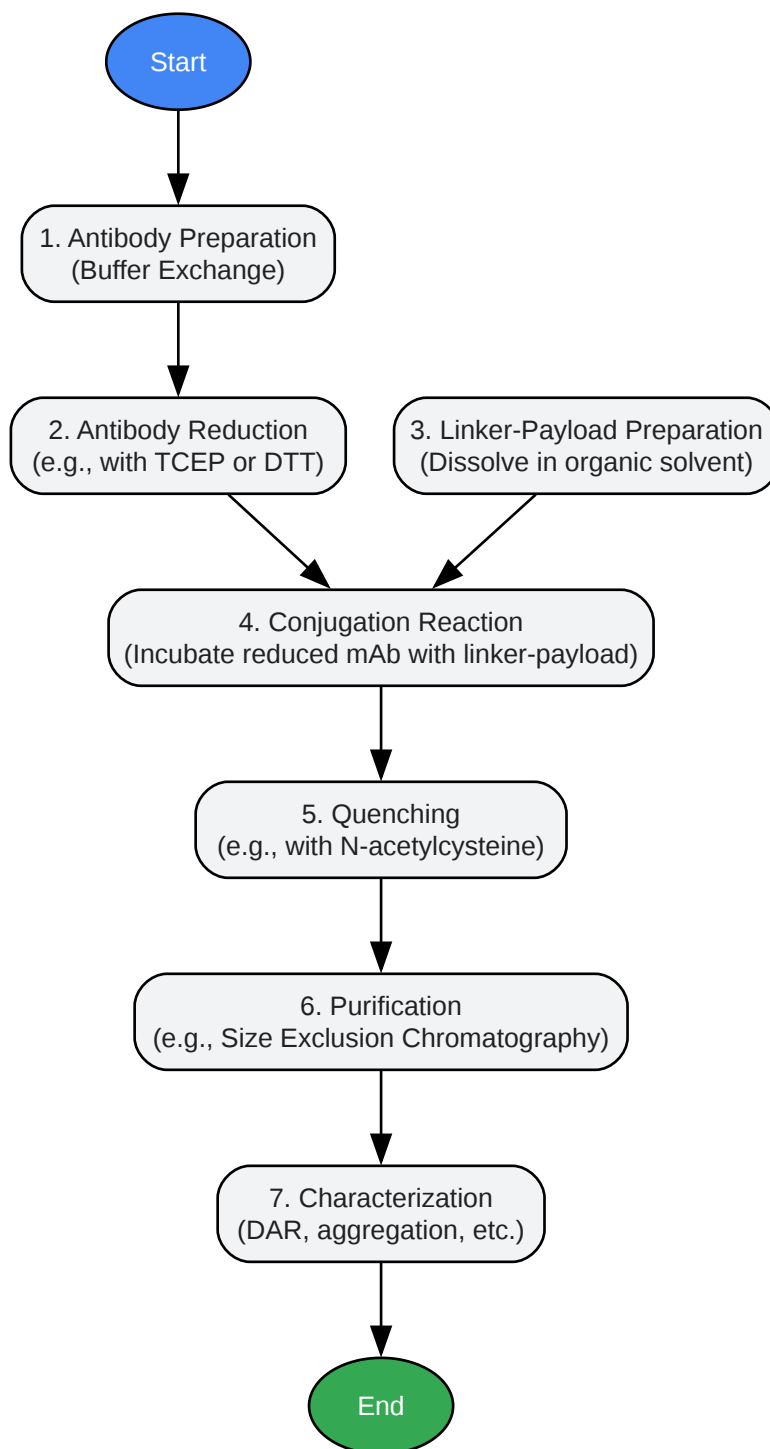 Start
1. Antibody Preparation
(Buffer Exchange)
2. Antibody Reduction
(e.g., with TCEP or DTT)
3. Linker-Payload Preparation
(Dissolve in organic solvent)
4. Conjugation Reaction
(Incubate reduced mAb with linker-payload)
5. Quenching
(e.g., with N-acetylcysteine)
6. Purification
(e.g., Size Exclusion Chromatography)
7. Characterization
(DAR, aggregation, etc.)
End